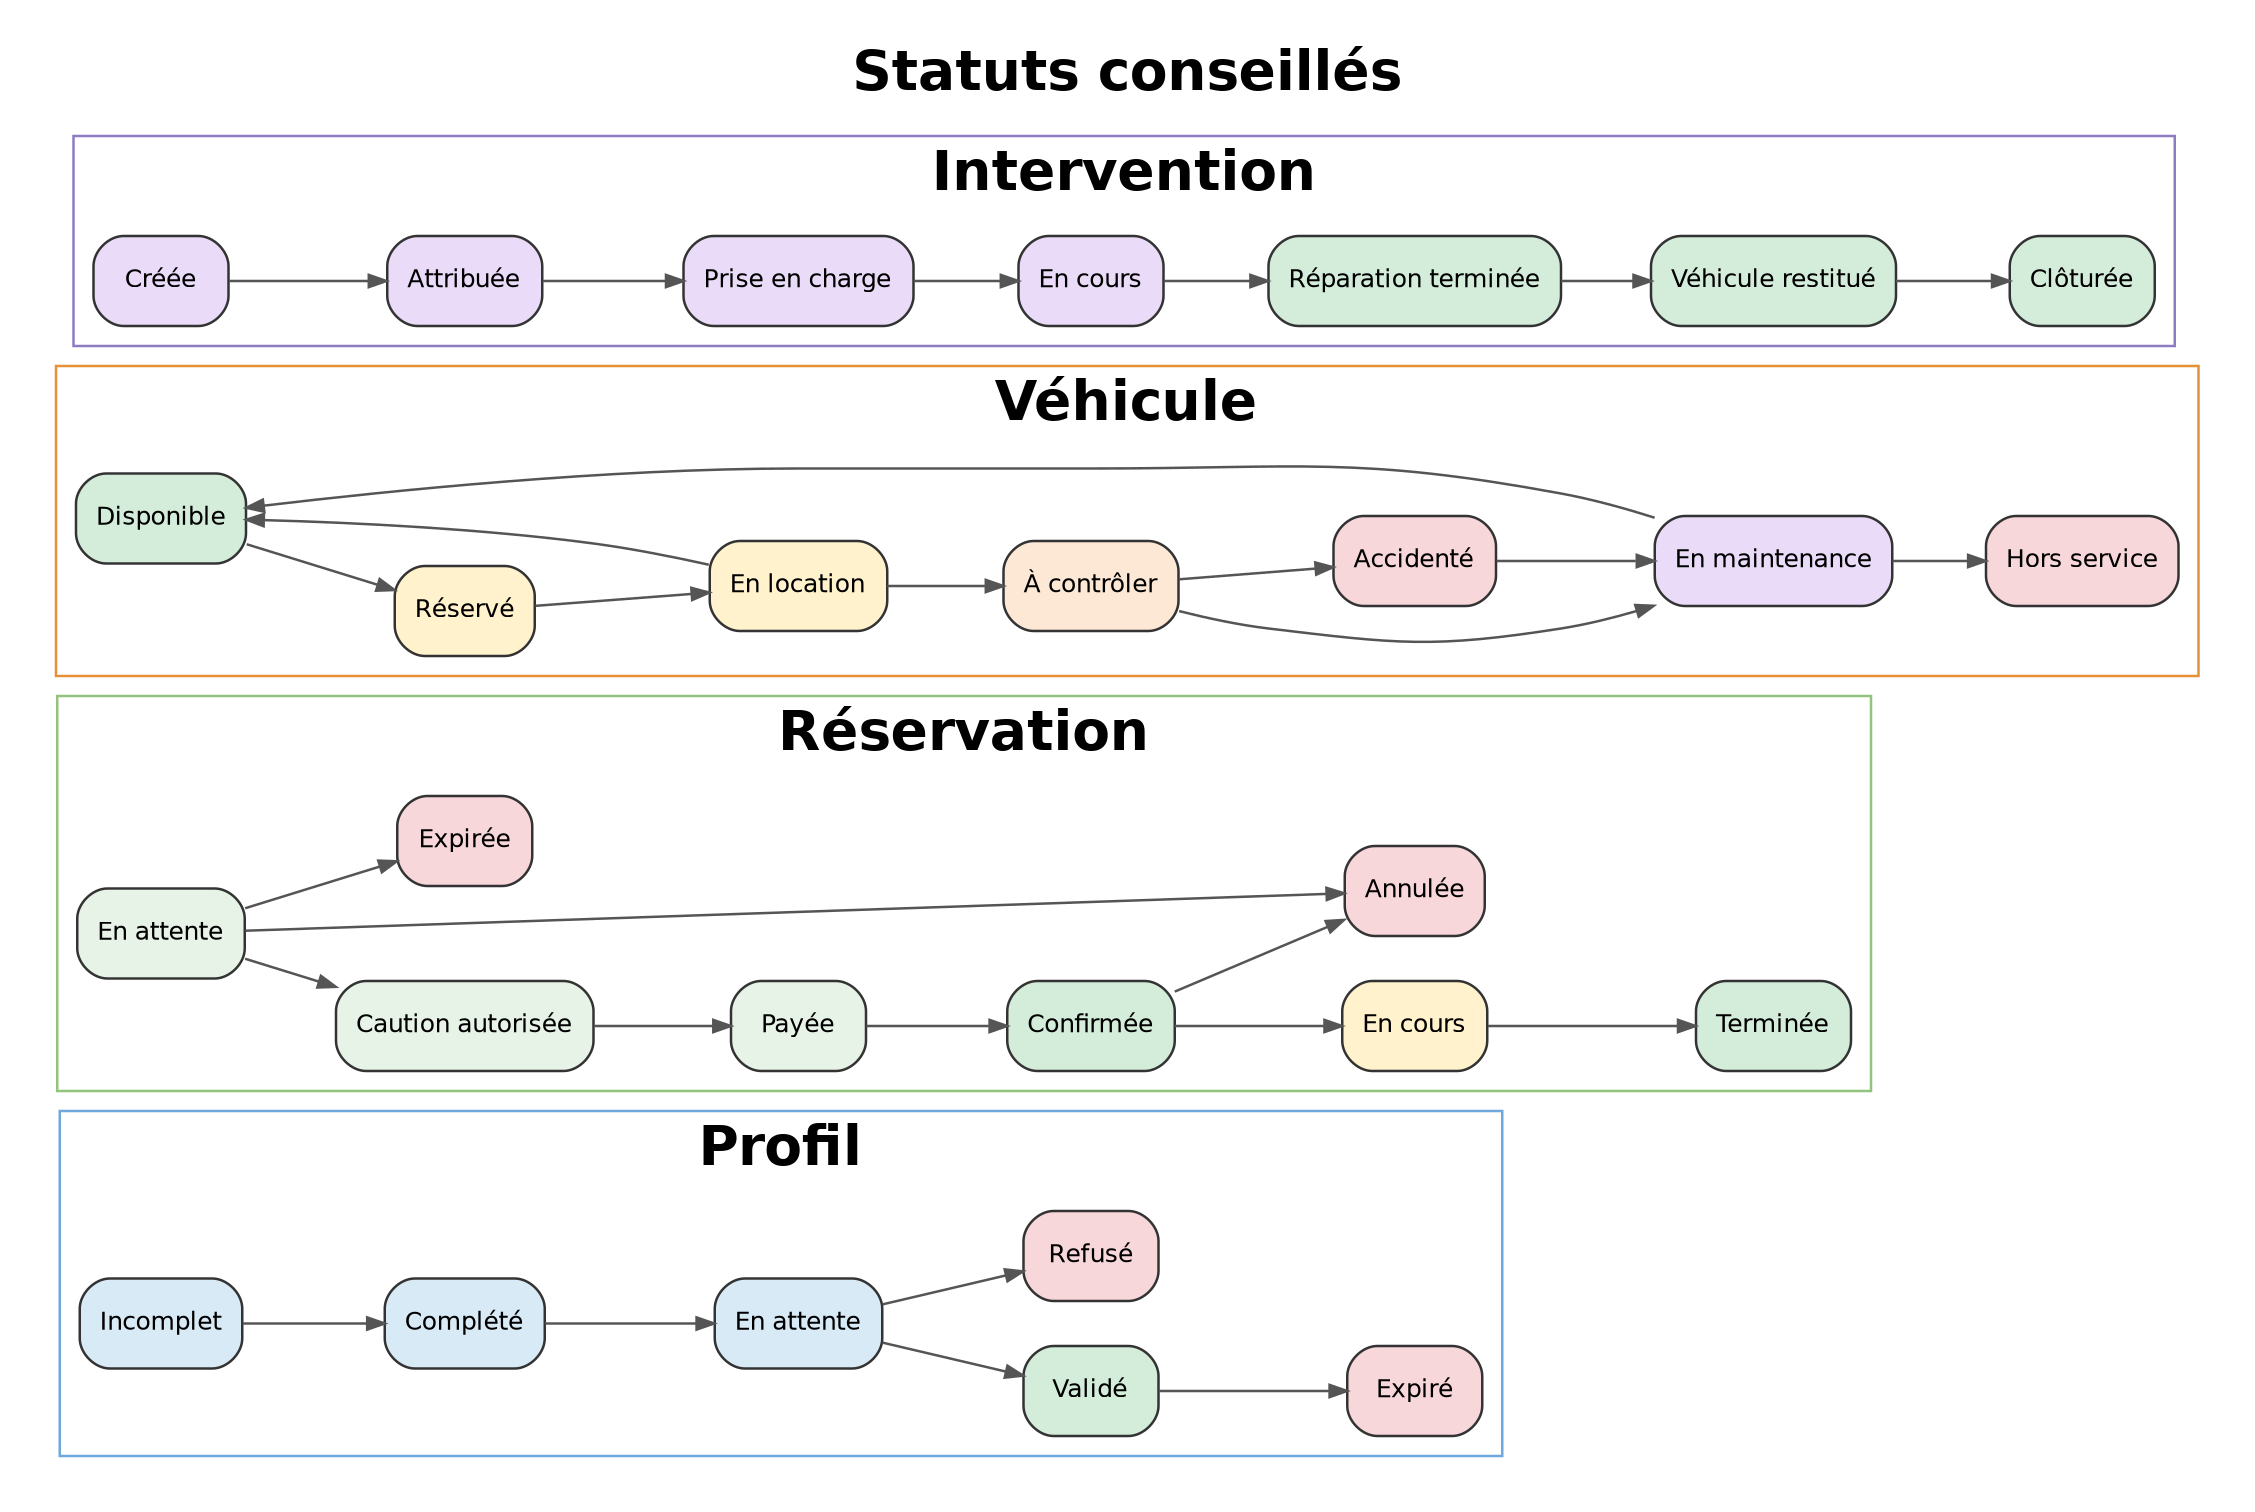 Statuts conseillés
Intervention
Créée
Attribuée
Prise en charge
En cours
Réparation terminée
Véhicule restitué
Clôturée
Véhicule
Disponible
Réservé
En location
À contrôler
Accidenté
En maintenance
Hors service
Réservation
En attente
Expirée
Caution autorisée
Payée
Confirmée
Annulée
En cours
Terminée
Profil
Incomplet
Complété
En attente
Refusé
Validé
Expiré